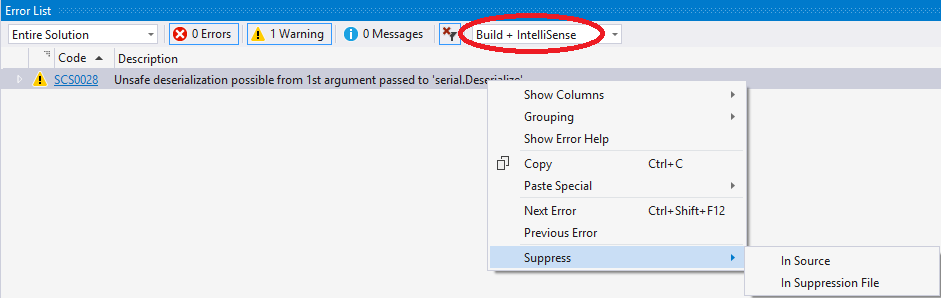 Error List
Entire Solution 0 Errors 1 Warning 0 Messages Build + IntelliSense
Code Description
SCS0028 Unsafe deserialization possible from 1st argument passed to 'serial.Deserialize'
Show Columns
Grouping
Show Error Help
Copy Ctrl+C
Paste Special
Next Error Ctrl+Shift+F12
Previous Error
Suppress
In Source
In Suppression File